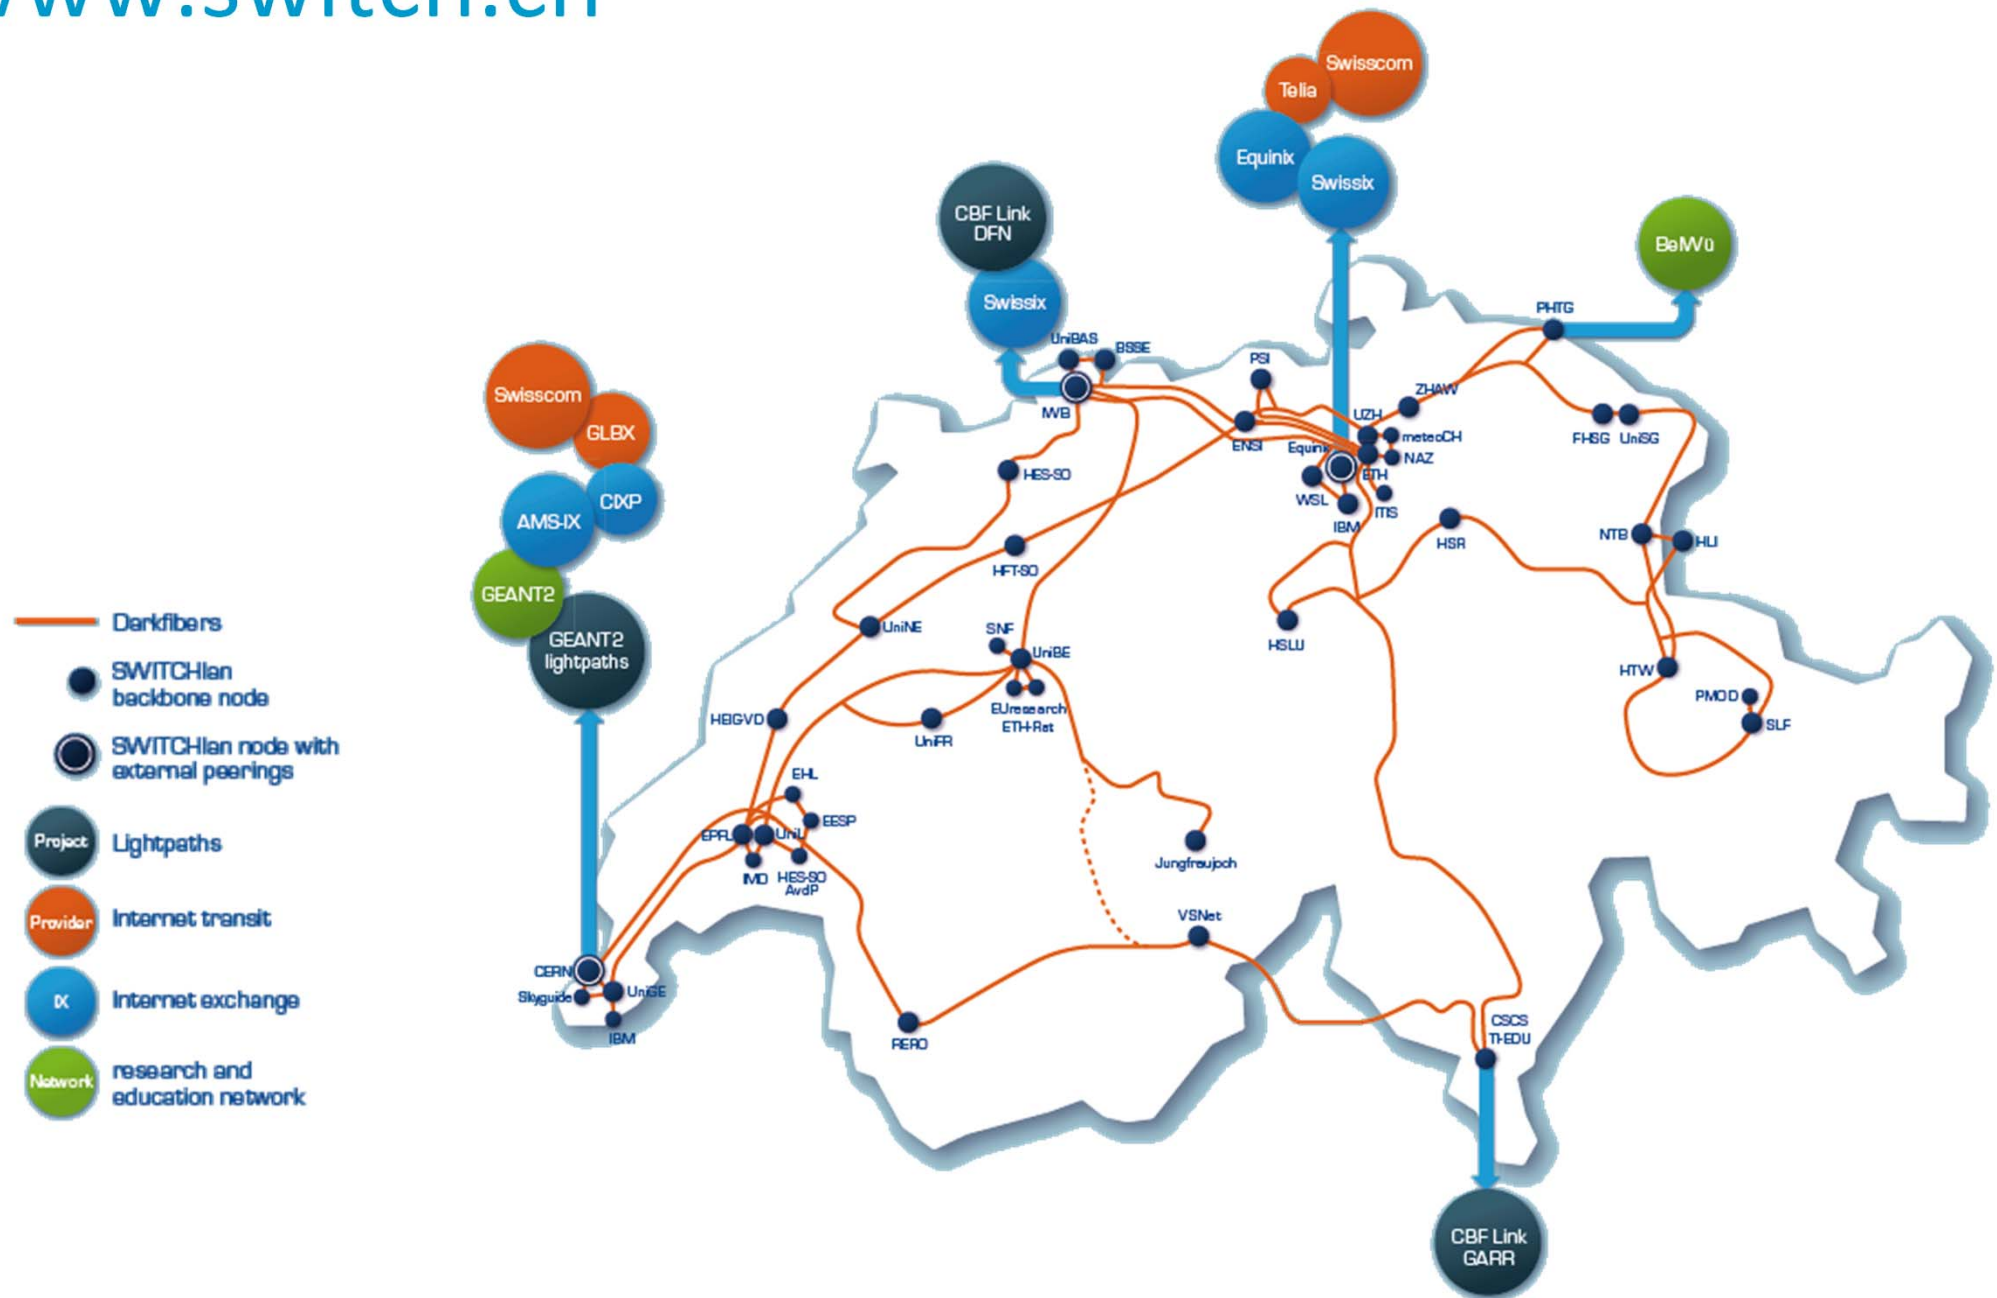 www.switch.ch
Swisscom
Telia
Equinix
Swissix
CBF Link
DFN
Swissix
BelWü
PHTG
UniBAS
BSSE
IWB
PSI
ENSI
ZHAW
UZH
meteoCH
Equinix
NAZ
ETH
WSL
ITIS
IBM
FHSG
UniSG
Swisscom
GLBX
CIXP
AMS-IX
GEANT2
GEANT2
lightpaths
HES-SO
HFT-SO
HSR
NTB
HLI
UniNE
SNF
UniBE
HSLU
HTW
PMOD
SLF
EUresearch
ETH-Rat
HEIGVD
UniFR
EHL
EESP
EPFL
UniL
IMD
HES-SO
AvdP
Jungfraujoch
VSNet
CERN
Skyguide
UniGE
IBM
RERO
CSCS
TI-EDU
CBF Link
GARR
Darkfibers
SWITCHlan
backbone node
SWITCHlan node with
external peerings
Project
Lightpaths
Provider
Internet transit
IX
Internet exchange
Network
research and
education network